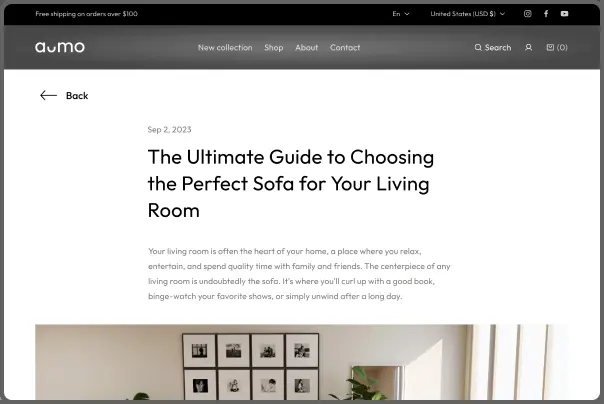 Free shipping on orders over $100
En
United States (USD $)
aumo
New collection
Shop
About
Contact
Search
(0)
Back
Sep 2, 2023
The Ultimate Guide to Choosing
the Perfect Sofa for Your Living
Room
Your living room is often the heart of your home, a place where you relax,
entertain, and spend quality time with family and friends. The centerpiece of any
living room is undoubtedly the sofa. It's where you'll curl up with a good book,
binge-watch your favorite shows, or simply unwind after a long day.